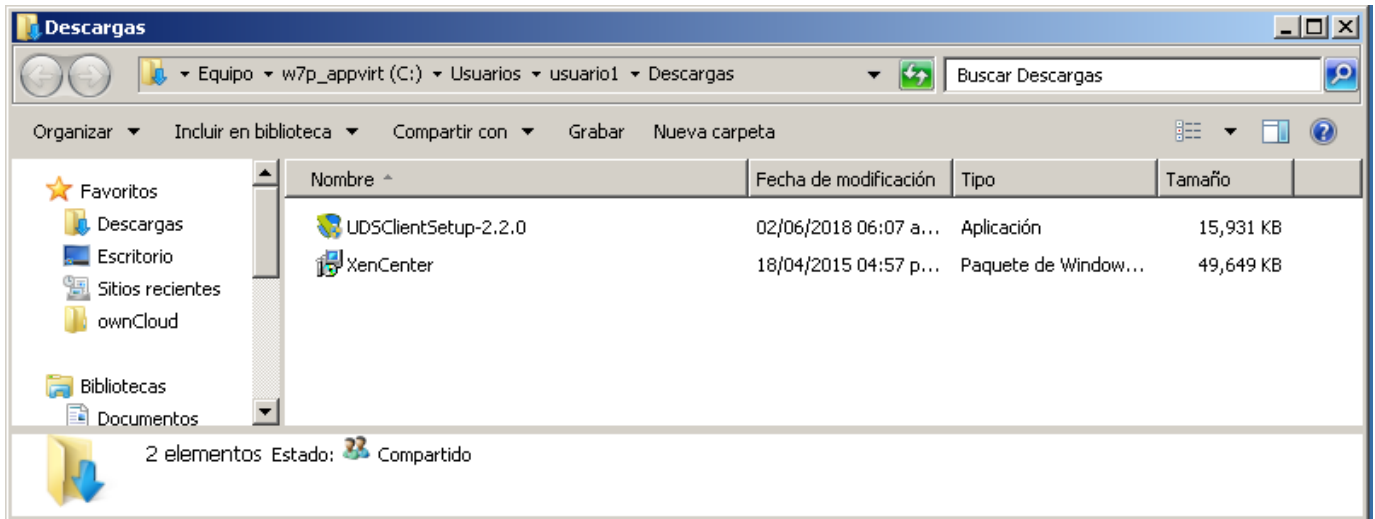 Descargas
Equipo w7p_appvirt (C:) Usuarios usuario1 Descargas Buscar Descargas
Organizar Incluir en biblioteca Compartir con Grabar Nueva carpeta
Favoritos
Descargas
Escritorio
Sitios recientes
ownCloud
Bibliotecas
Documentos
Nombre Fecha de modificación Tipo Tamaño
UDSClientSetup-2.2.0 02/06/2018 06:07 a... Aplicación 15,931 KB
XenCenter 18/04/2015 04:57 p... Paquete de Window... 49,649 KB
2 elementos Estado: Compartido